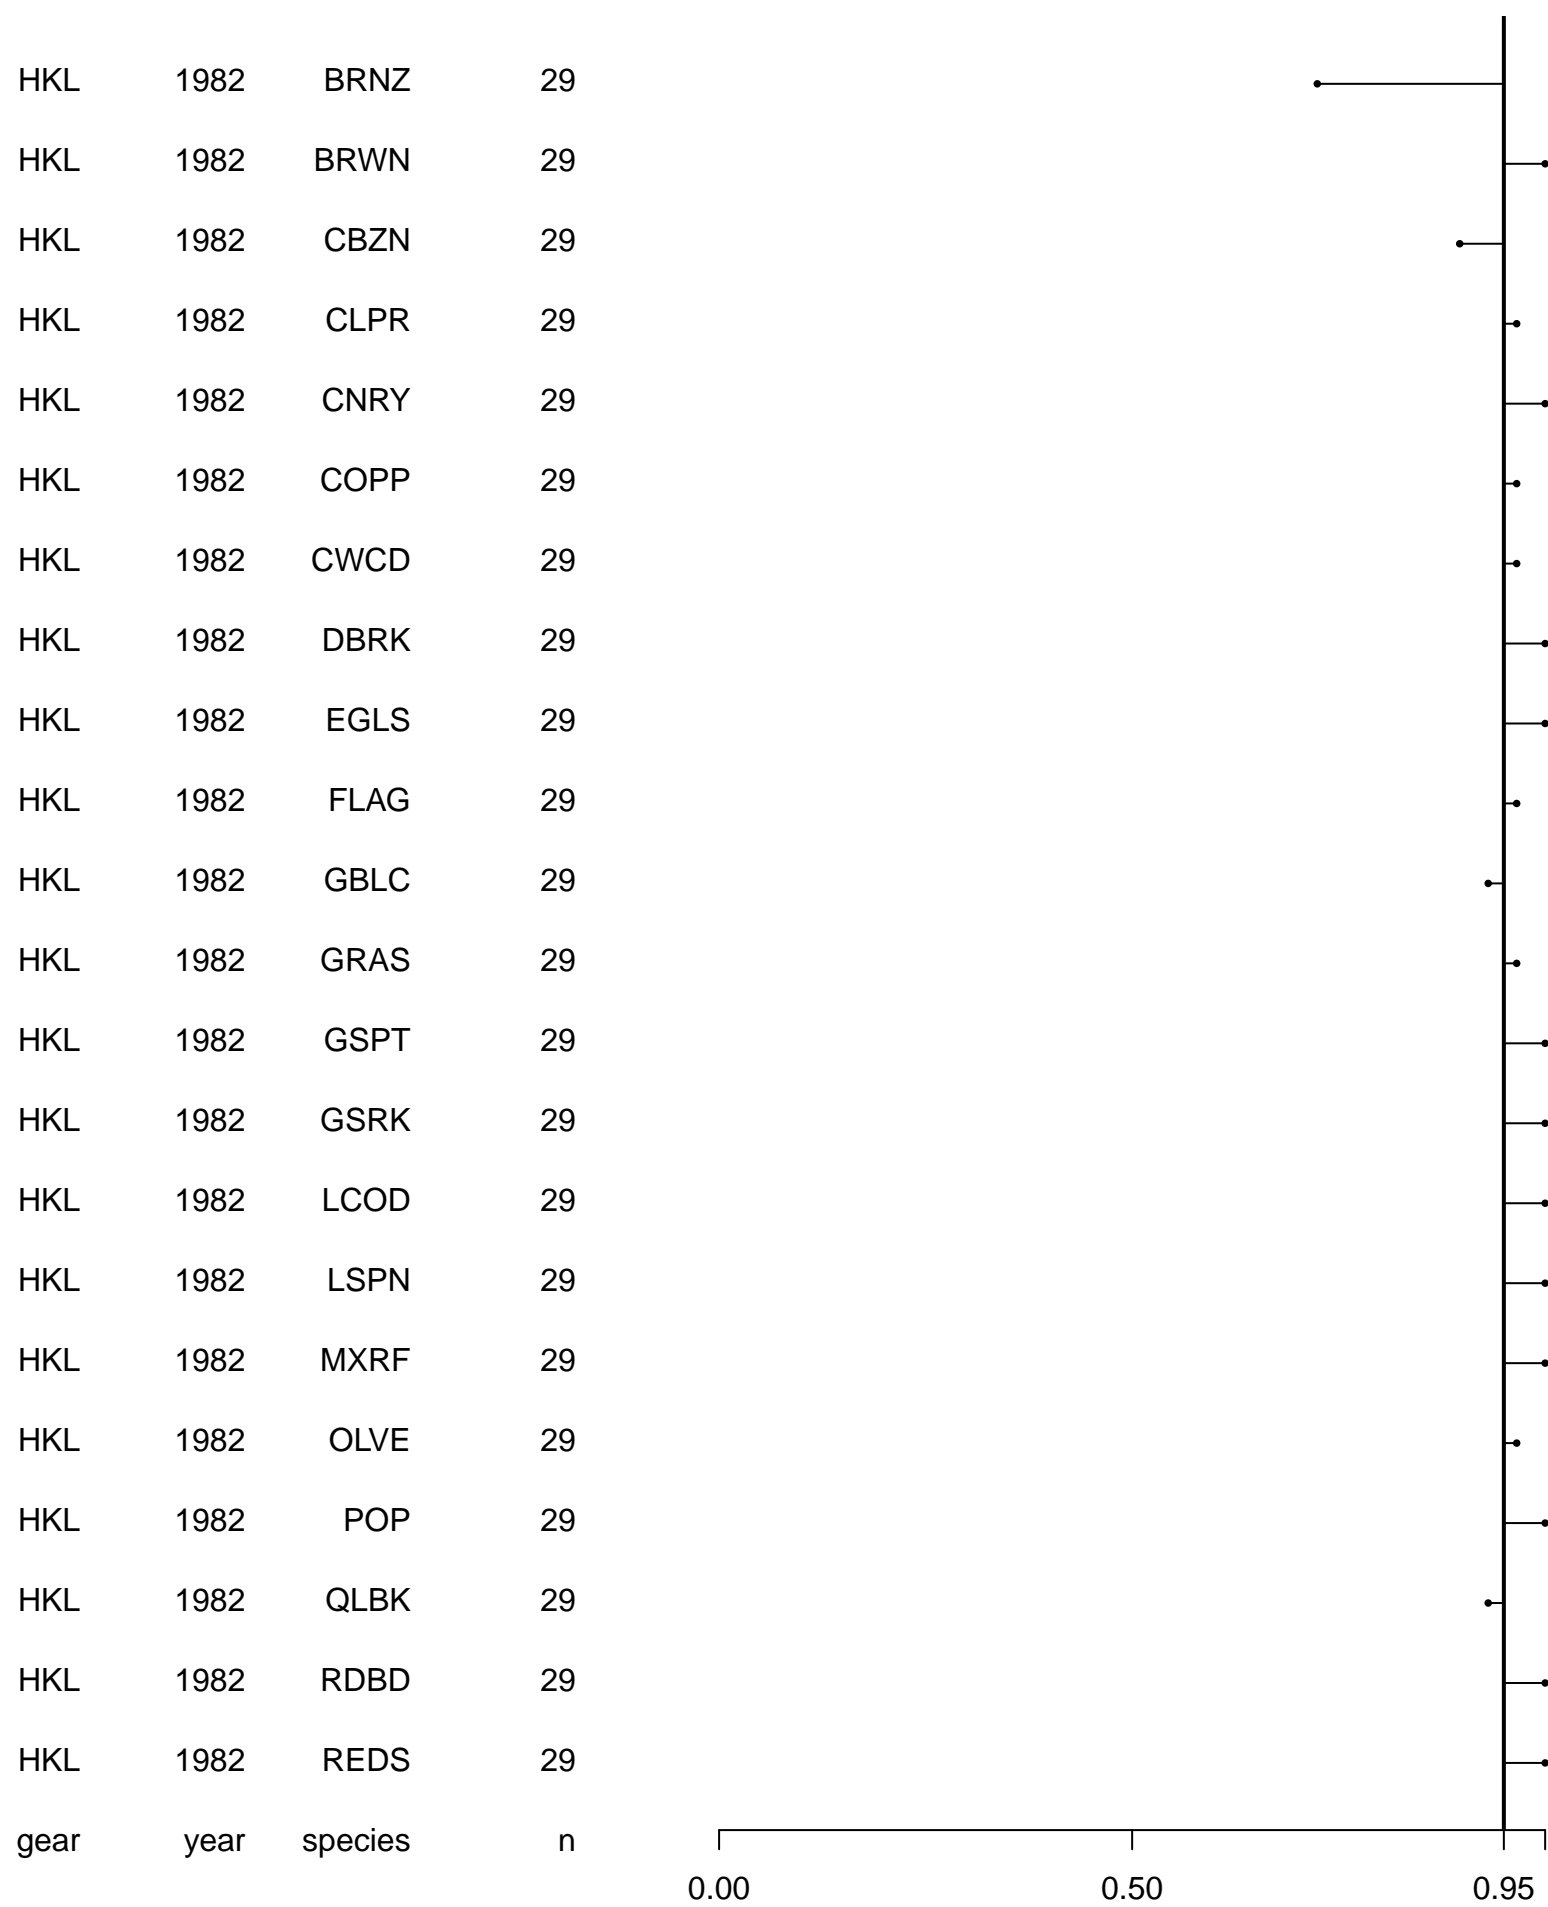 HKL 1982 BRNZ 29
HKL 1982 BRWN 29
HKL 1982 CBZN 29
HKL 1982 CLPR 29
HKL 1982 CNRY 29
HKL 1982 COPP 29
HKL 1982 CWCD 29
HKL 1982 DBRK 29
HKL 1982 EGLS 29
HKL 1982 FLAG 29
HKL 1982 GBLC 29
HKL 1982 GRAS 29
HKL 1982 GSPT 29
HKL 1982 GSRK 29
HKL 1982 LCOD 29
HKL 1982 LSPN 29
HKL 1982 MXRF 29
HKL 1982 OLVE 29
HKL 1982 POP 29
HKL 1982 QLBK 29
HKL 1982 RDBD 29
HKL 1982 REDS 29
gear year species n
0.00 0.50 0.95